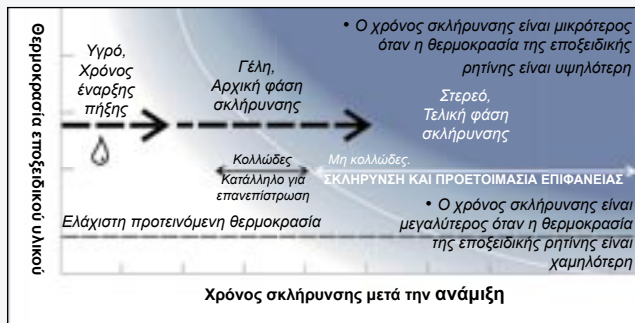 Θερμοκρασία εποξειδικού υλικού
Υγρό,
Χρόνος
έναρξης
πήξης
Γέλη,
Αρχική φάση
σκλήρυνσης
• Ο χρόνος σκλήρυνσης είναι μικρότερος
όταν η θερμοκρασία της εποξειδικής
ρητίνης είναι υψηλότερη
Στερεό,
Τελική φάση
σκλήρυνσης
Κολλώδες
Κατάλληλο για
επανεπίστρωση
Μη κολλώδες.
ΣΚΛΗΡΥΝΣΗ ΚΑΙ ΠΡΟΕΤΟΙΜΑΣΙΑ ΕΠΙΦΑΝΕΙΑΣ
Ελάχιστη προτεινόμενη θερμοκρασία
• Ο χρόνος σκλήρυνσης είναι
μεγαλύτερος όταν η θερμοκρασία
της εποξειδικής ρητίνης είναι
χαμηλότερη
Χρόνος σκλήρυνσης μετά την ανάμιξη